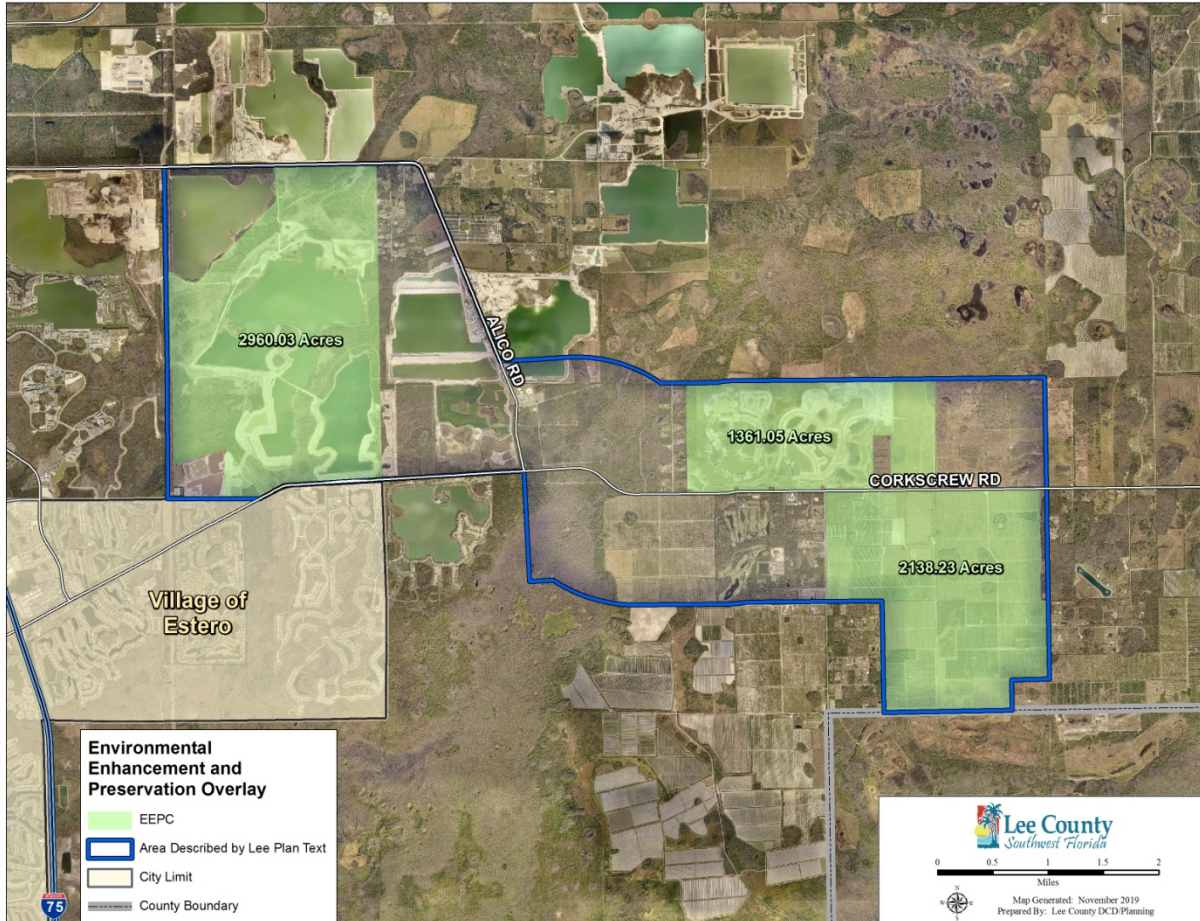 2960.03 Acres
ALICO RD
1361.05 Acres
CORKSCREW RD
2138.23 Acres
Village of
Estero
Environmental
Enhancement and
Preservation Overlay
EEPC
Area Described by Lee Plan Text
City Limit
County Boundary
75
Lee County
Southwest Florida
0 0.5 1 1.5 2
Miles
N
W E
S
Map Generated: November 2019
Prepared By: Lee County DCD/Planning